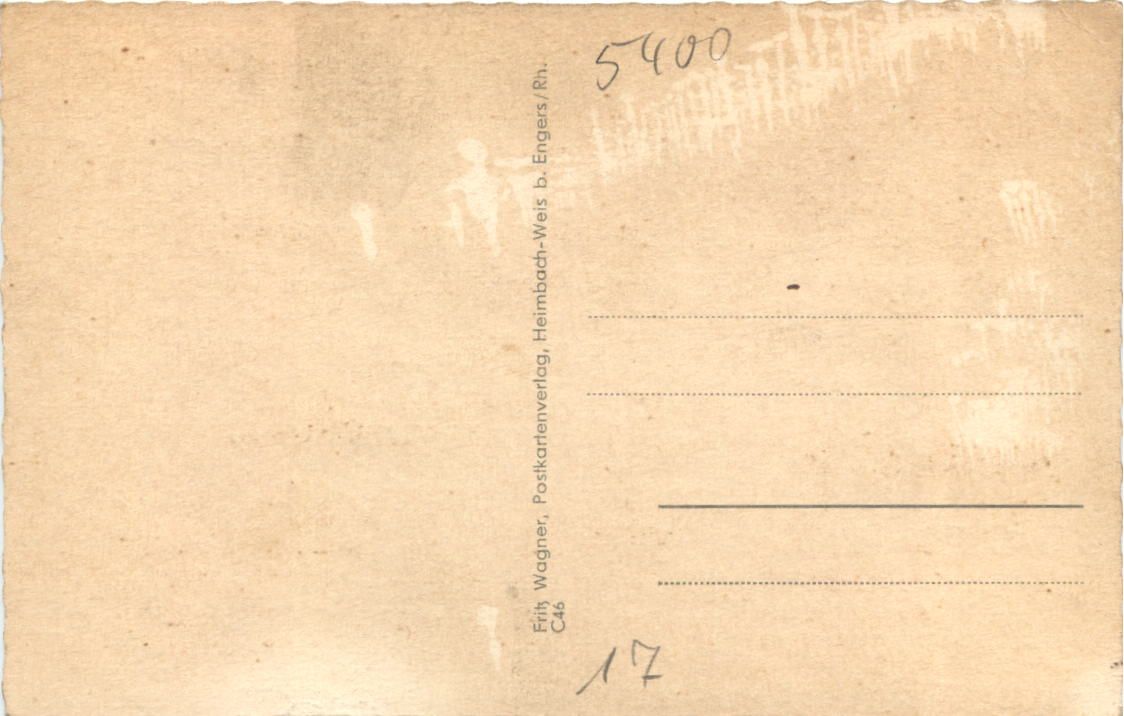 5400
Fritz Wagner, Postkartenverlag, Heimbach-Weis b. Engers/Rh.
C46
17